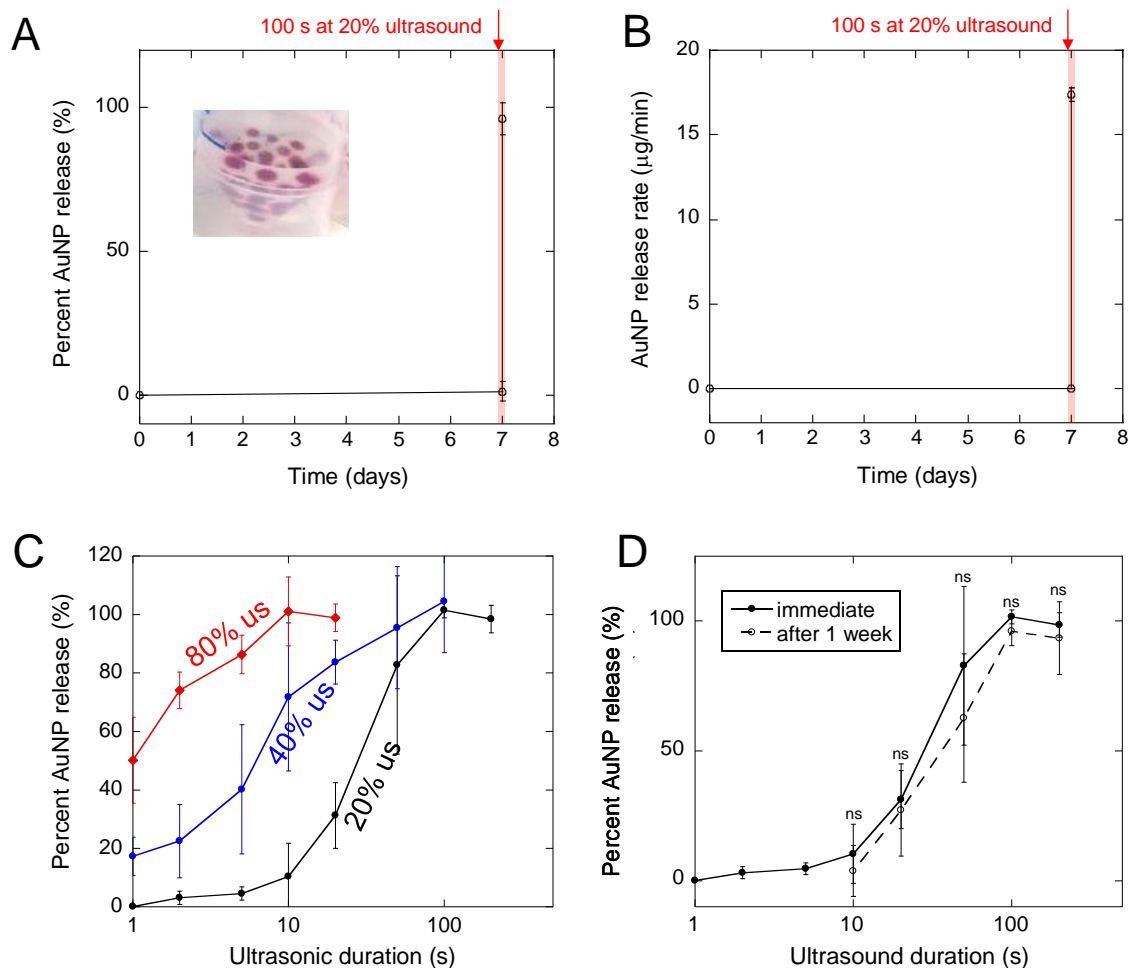 A
100 s at 20% ultrasound
Percent AuNP release (%)
100
50
0
0 1 2 3 4 5 6 7 8
Time (days)
B
100 s at 20% ultrasound
AuNP release rate (µg/min)
20
15
10
5
0
0 1 2 3 4 5 6 7 8
Time (days)
C
Percent AuNP release (%)
120
100
80
60
40
20
0
80% us
40% us
20% us
1 10 100
Ultrasonic duration (s)
D
Percent AuNP release (%)
100
50
0
immediate
after 1 week
ns
ns
ns
ns
ns
1 10 100
Ultrasound duration (s)